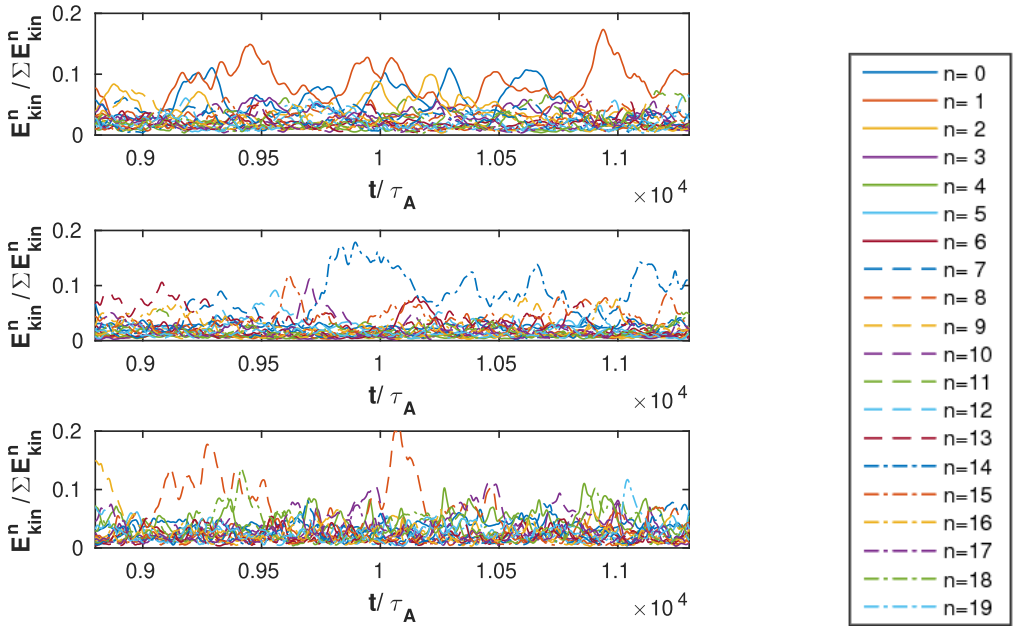 0.2
0.1
0
E^n_kin / ΣE^n_kin
0.9 0.95 1 1.05 1.1
t/ τ_A
×10^4
0.2
0.1
0
E^n_kin / ΣE^n_kin
0.9 0.95 1 1.05 1.1
t/ τ_A
×10^4
0.2
0.1
0
E^n_kin / ΣE^n_kin
0.9 0.95 1 1.05 1.1
t/ τ_A
×10^4
n= 0
n= 1
n= 2
n= 3
n= 4
n= 5
n= 6
n= 7
n= 8
n= 9
n=10
n=11
n=12
n=13
n=14
n=15
n=16
n=17
n=18
n=19